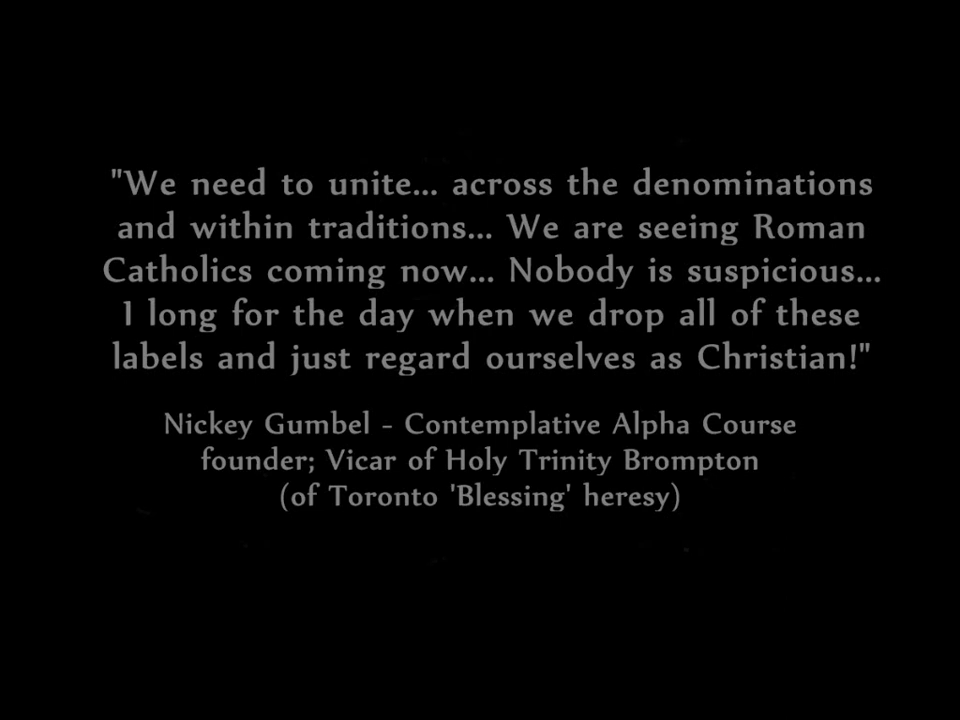 "We need to unite... across the denominations
and within traditions... We are seeing Roman
Catholics coming now... Nobody is suspicious...
I long for the day when we drop all of these
labels and just regard ourselves as Christian!"
Nickey Gumbel - Contemplative Alpha Course
founder; Vicar of Holy Trinity Brompton
(of Toronto 'Blessing' heresy)